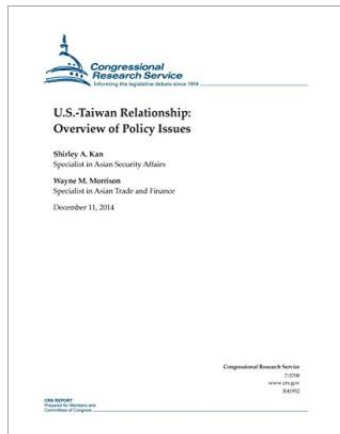 Congressional
Research Service
Informing the legislative debate since 1914
U.S.-Taiwan Relationship:
Overview of Policy Issues
Shirley A. Kan
Specialist in Asian Security Affairs
Wayne M. Morrison
Specialist in Asian Trade and Finance
December 11, 2014
Congressional Research Service
7-5700
www.crs.gov
R41952
CRS REPORT
Prepared for Members and
Committees of Congress